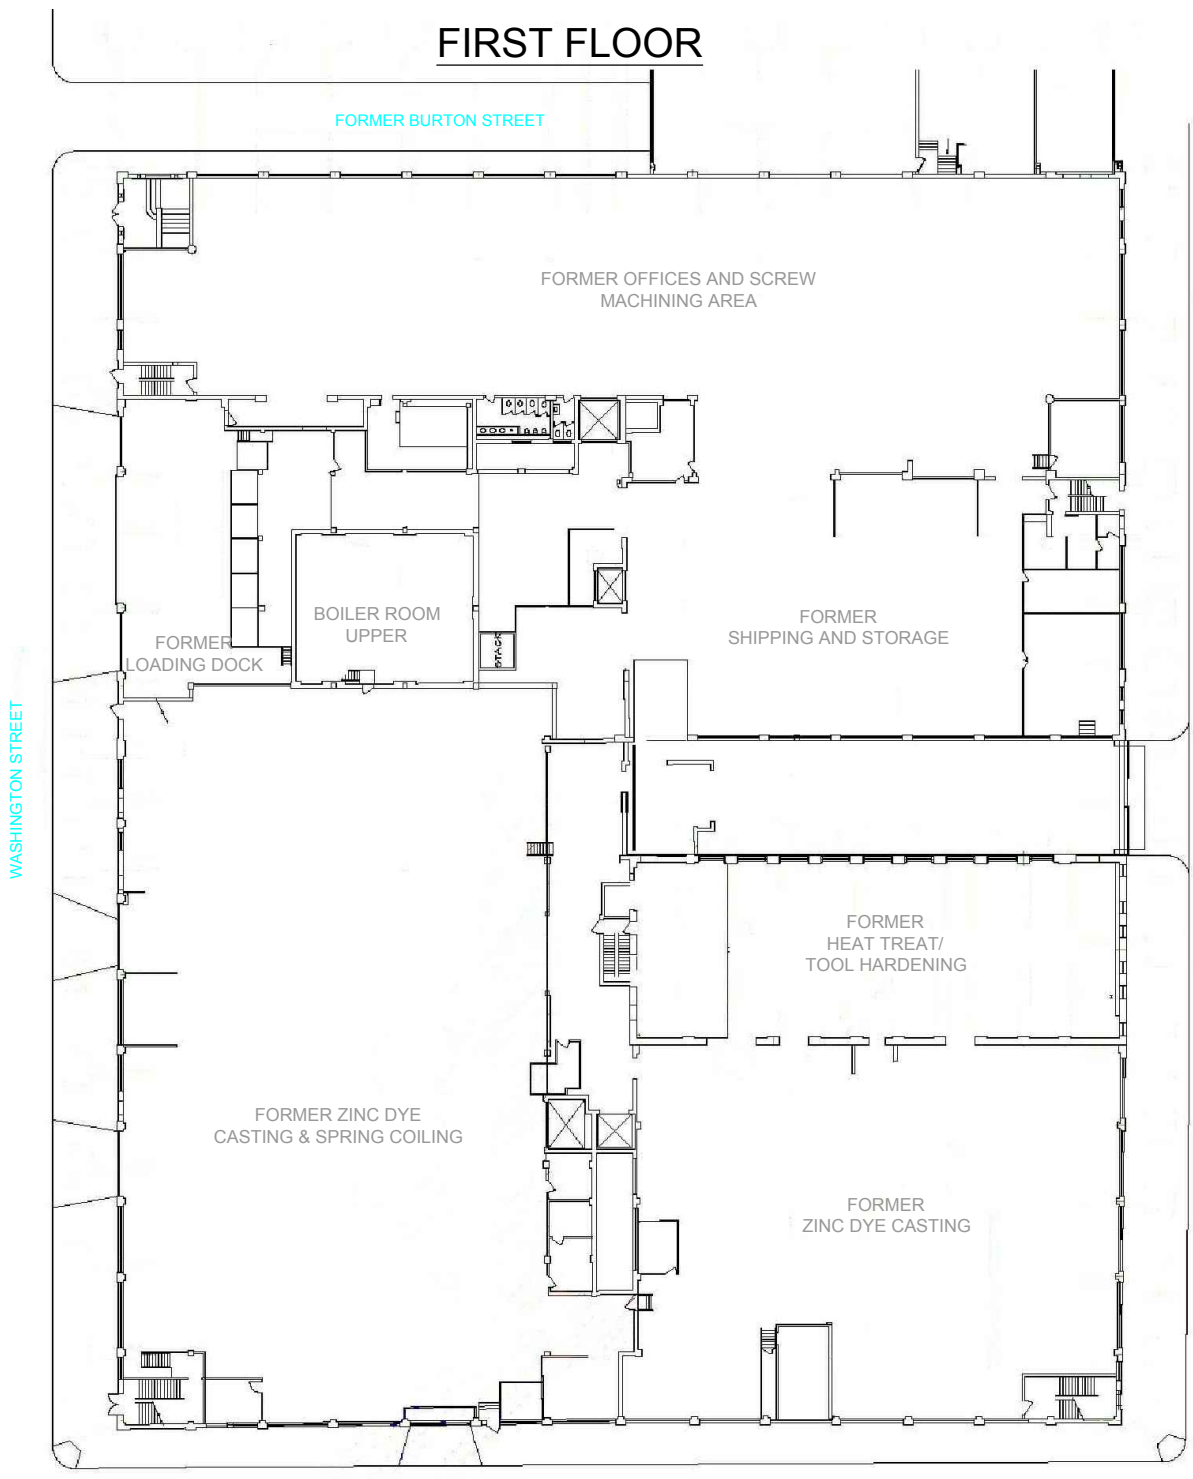 FIRST FLOOR
FORMER BURTON STREET
FORMER OFFICES AND SCREW
MACHINING AREA
BOILER ROOM
UPPER
FORMER
LOADING DOCK
STACK
FORMER
SHIPPING AND STORAGE
WASHINGTON STREET
FORMER
HEAT TREAT/
TOOL HARDENING
FORMER ZINC DYE
CASTING & SPRING COILING
FORMER
ZINC DYE CASTING